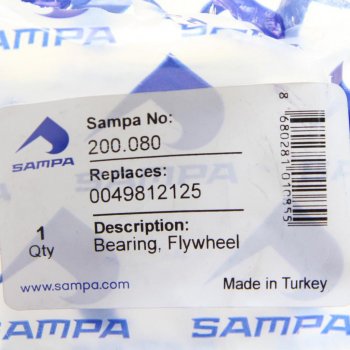 SAMPA
SAMPA
Sampa No:
200.080
Replaces:
0049812125
SAMPA
1
Qty
Description:
Bearing, Flywheel
www.sampa.com
Made in Turkey
SAMPA
SAMPA